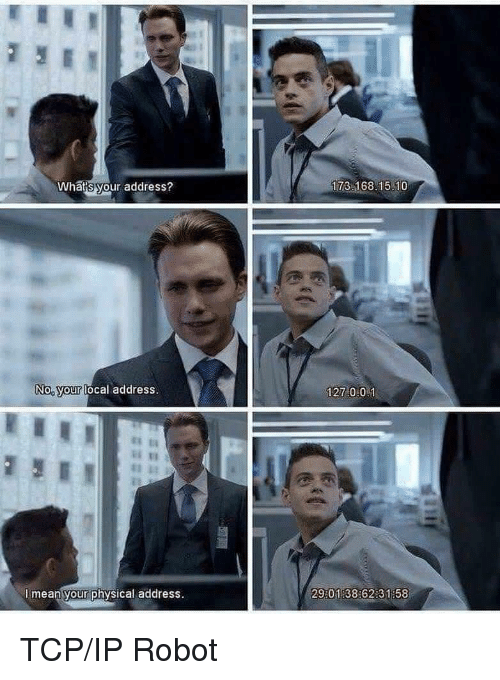 What's your address?
173.168.15.10
No, your local address.
127.0.0.1
I mean your physical address.
29:01:38:62:31:58
TCP/IP Robot